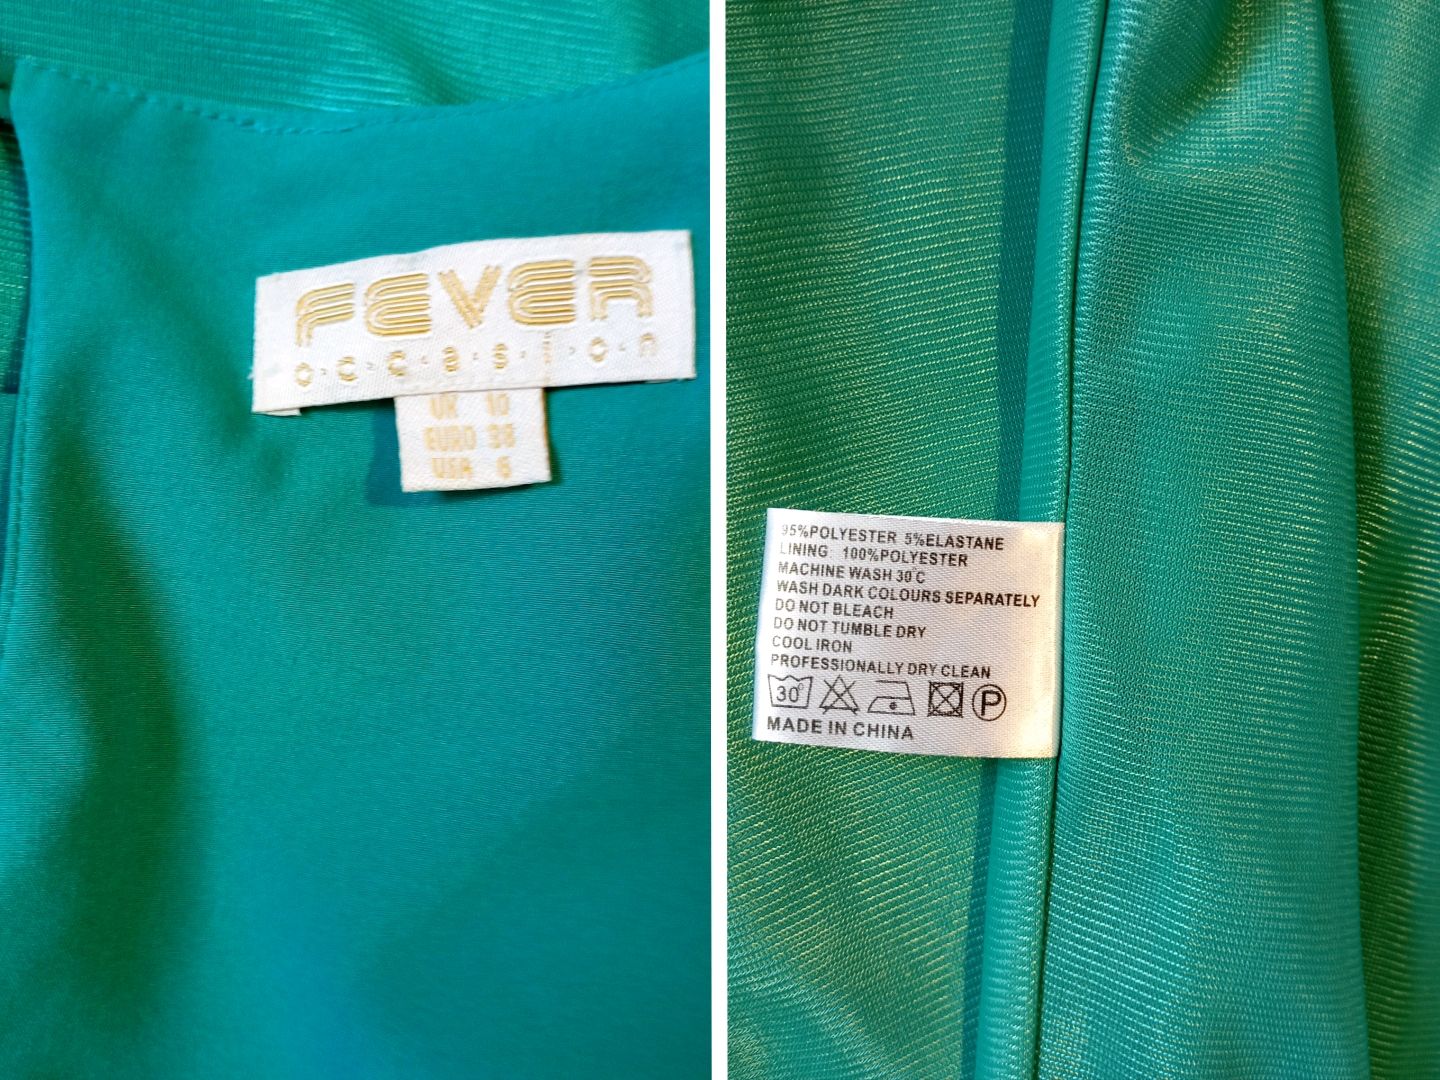 FEVER
o·c·c·a·s·i·o·n
UK 10
EURO 38
USA 6
95%POLYESTER 5%ELASTANE
LINING: 100%POLYESTER
MACHINE WASH 30°C
WASH DARK COLOURS SEPARATELY
DO NOT BLEACH
DO NOT TUMBLE DRY
COOL IRON
PROFESSIONALLY DRY CLEAN
30° P
MADE IN CHINA